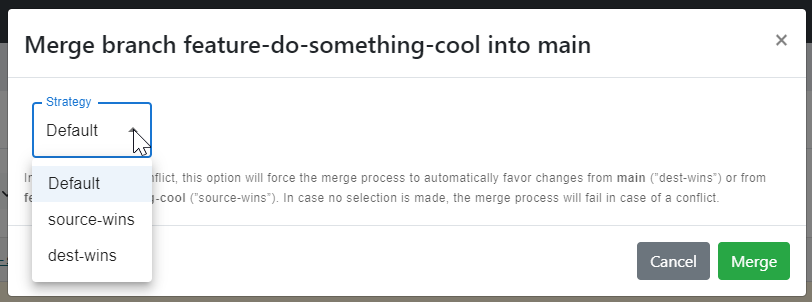 Merge branch feature-do-something-cool into main
×
Strategy
Default
Default
source-wins
dest-wins
In nflict, this option will force the merge process to automatically favor changes from main ("dest-wins") or from
fe g-cool ("source-wins"). In case no selection is made, the merge process will fail in case of a conflict.
Cancel
Merge